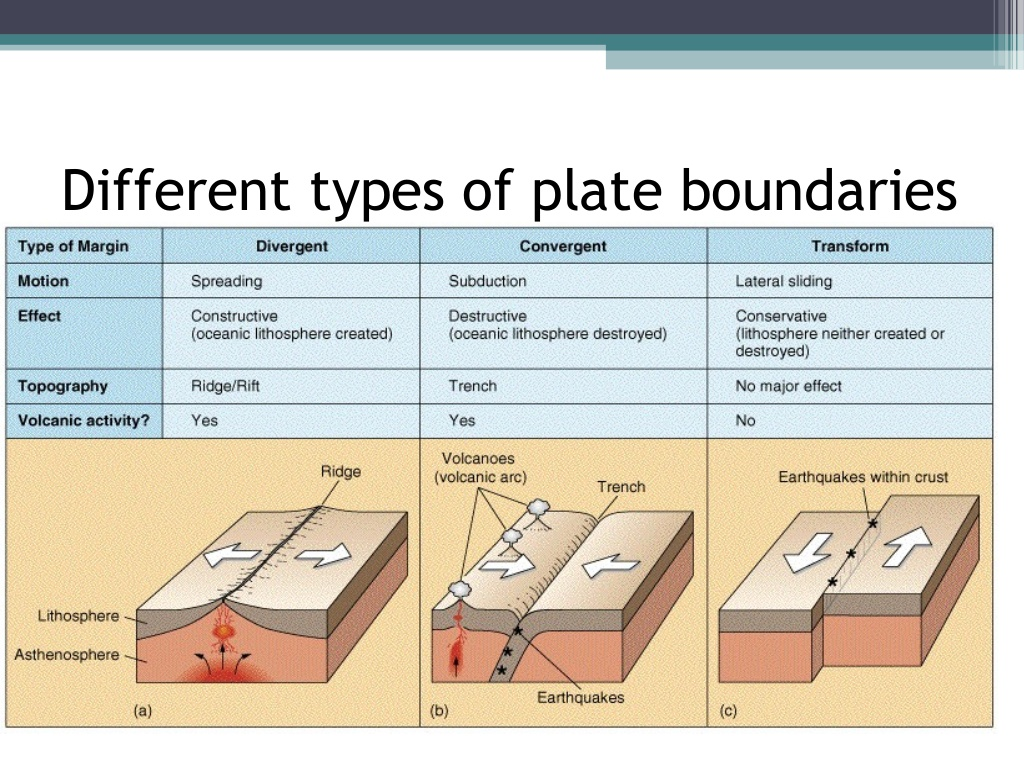 Different types of plate boundaries
Type of Margin Divergent Convergent Transform
Motion Spreading Subduction Lateral sliding
Effect Constructive Destructive Conservative
(oceanic lithosphere created) (oceanic lithosphere destroyed) (lithosphere neither created or
destroyed)
Topography Ridge/Rift Trench No major effect
Volcanic activity? Yes Yes No
Ridge
Lithosphere
Asthenosphere
(a)
Volcanoes
(volcanic arc)
Trench
Earthquakes
(b)
Earthquakes within crust
(c)